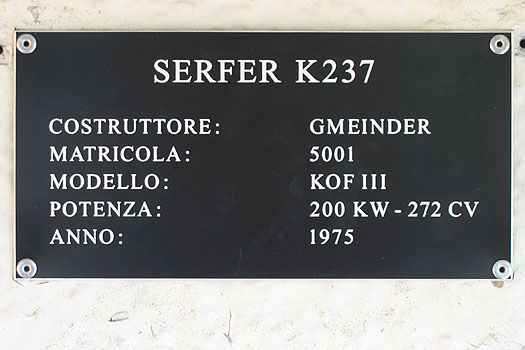 SERFER K237
COSTRUTTORE: GMEINDER
MATRICOLA: 5001
MODELLO: KOF III
POTENZA: 200 KW - 272 CV
ANNO: 1975